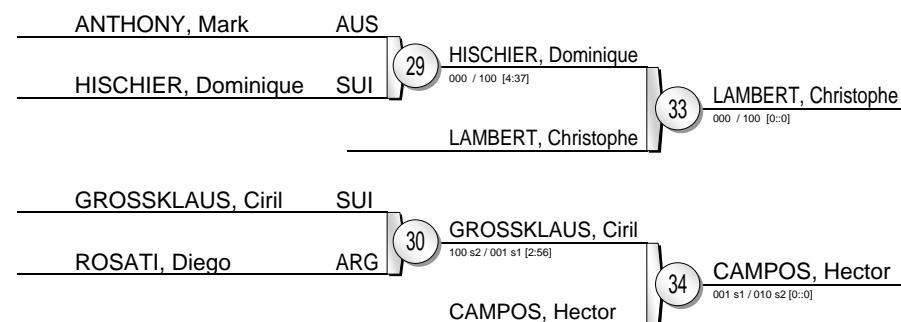 ANTHONY, Mark AUS
HISCHIER, Dominique SUI
29
HISCHIER, Dominique
000 / 100 [4:37]
LAMBERT, Christophe
33
LAMBERT, Christophe
000 / 100 [0::0]
GROSSKLAUS, Ciril SUI
ROSATI, Diego ARG
30
GROSSKLAUS, Ciril
100 s2 / 001 s1 [2:56]
CAMPOS, Hector
34
CAMPOS, Hector
001 s1 / 010 s2 [0::0]